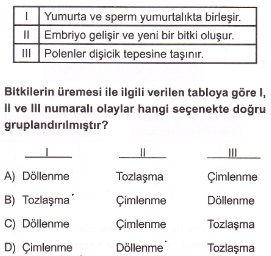 I Yumurta ve sperm yumurtalıkta birleşir.
II Embriyo gelişir ve yeni bir bitki oluşur.
III Polenler dişicik tepesine taşınır.
Bitkilerin üremesi ile ilgili verilen tabloya göre I,
II ve III numaralı olaylar hangi seçenekte doğru
gruplandırılmıştır?
I II III
A) Döllenme Tozlaşma Çimlenme
B) Tozlaşma Çimlenme Döllenme
C) Döllenme Çimlenme Tozlaşma
D) Çimlenme Döllenme Tozlaşma